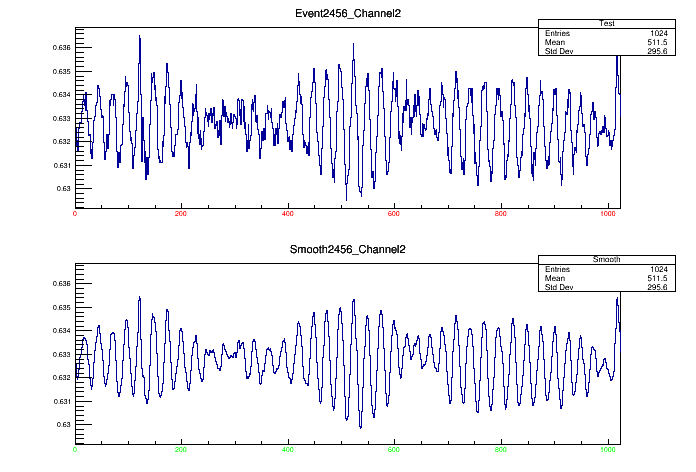 Event2456_Channel2
Test
Entries 1024
Mean 511.5
Std Dev 295.6
0.636
0.635
0.634
0.633
0.632
0.631
0.63
0 200 400 600 800 1000
Smooth2456_Channel2
Smooth
Entries 1024
Mean 511.5
Std Dev 295.6
0.636
0.635
0.634
0.633
0.632
0.631
0.63
0 200 400 600 800 1000